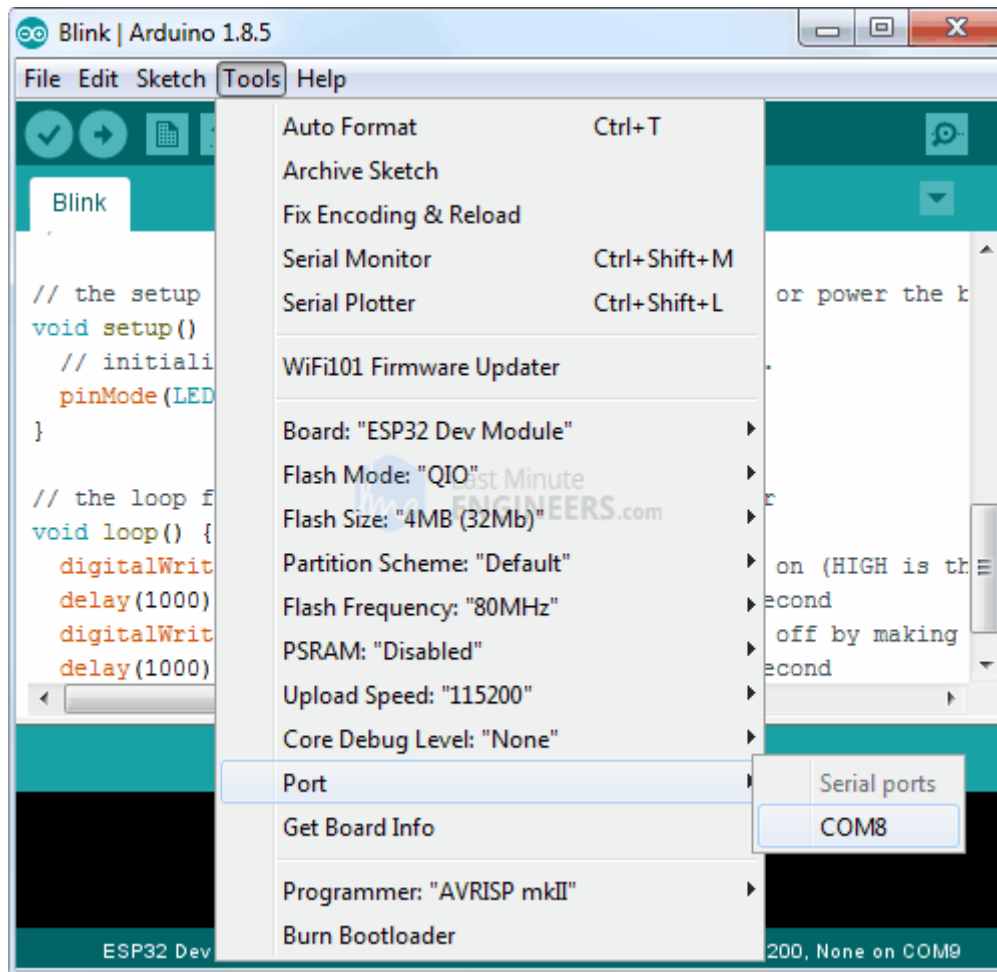 Blink | Arduino 1.8.5
File Edit Sketch Tools Help
Auto Format Ctrl+T
Archive Sketch
Blink
Fix Encoding & Reload
Serial Monitor Ctrl+Shift+M
Serial Plotter Ctrl+Shift+L
// the setup or power the b
void setup()
// initiali .
WiFi101 Firmware Updater
pinMode(LED
}
Board: "ESP32 Dev Module"
Flash Mode: "QIO"
Last Minute
ENGINEERS.com
// the loop f r
Flash Size: "4MB (32Mb)"
void loop() {
Partition Scheme: "Default"
digitalWrit on (HIGH is th
Flash Frequency: "80MHz"
delay(1000) econd
digitalWrit off by making
PSRAM: "Disabled"
delay(1000) econd
Upload Speed: "115200"
Core Debug Level: "None"
Port
Serial ports
COM8
Get Board Info
Programmer: "AVRISP mkII"
Burn Bootloader
ESP32 Dev 200, None on COM9